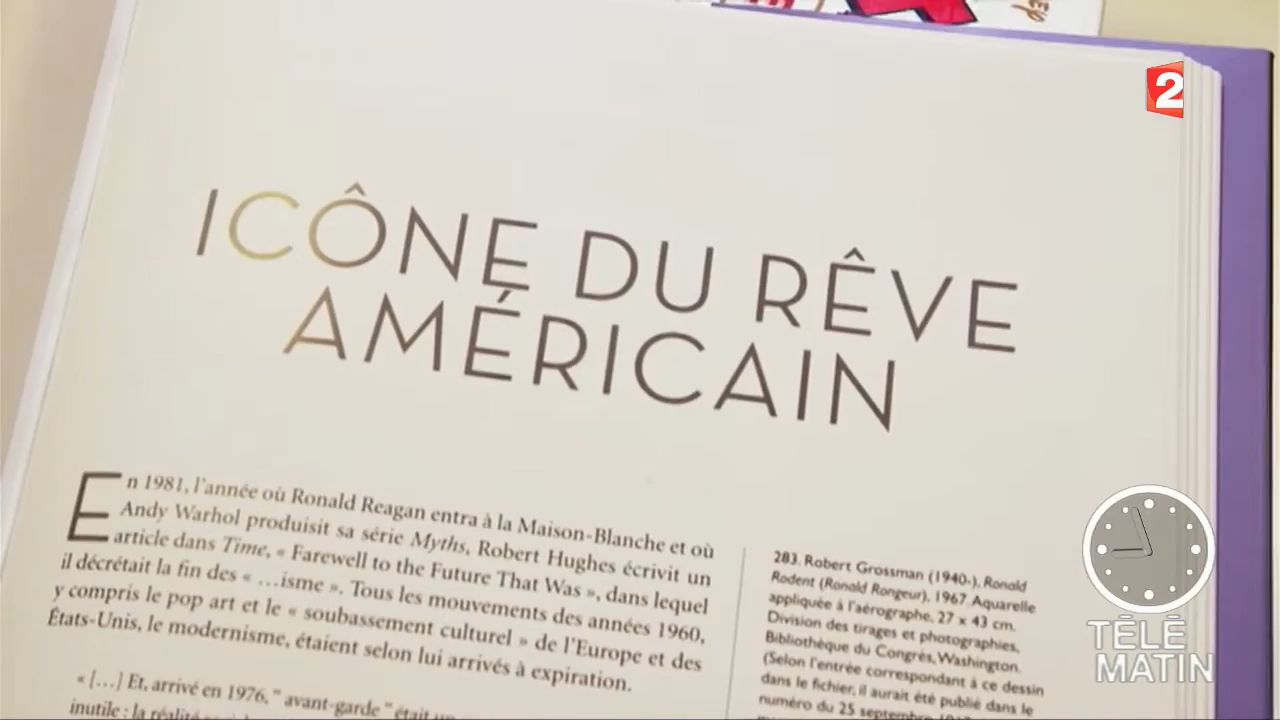 2
ICÔNE DU RÊVE
AMÉRICAIN
En 1981, l'année où Ronald Reagan entra à la Maison-Blanche et où
Andy Warhol produisit sa série Myths, Robert Hughes écrivit un
article dans Time, « Farewell to the Future That Was », dans lequel
il décrétait la fin des « …isme ». Tous les mouvements des années 1960,
y compris le pop art et le « soubassement culturel » de l'Europe et des
États-Unis, le modernisme, étaient selon lui arrivés à expiration.
« […] Et, arrivé en 1976, " avant-garde " était
inutile : la réalité
283. Robert Grossman (1940-), Ronald
Rodent (Ronald Rongeur), 1967. Aquarelle
appliquée à l'aérographe, 27 x 43 cm.
Division des tirages et photographies,
Bibliothèque du Congrès, Washington.
(Selon l'entrée correspondant à ce dessin
dans le fichier, il aurait été publié dans le
numéro du 25 septembre
TÉLÉ
MATIN